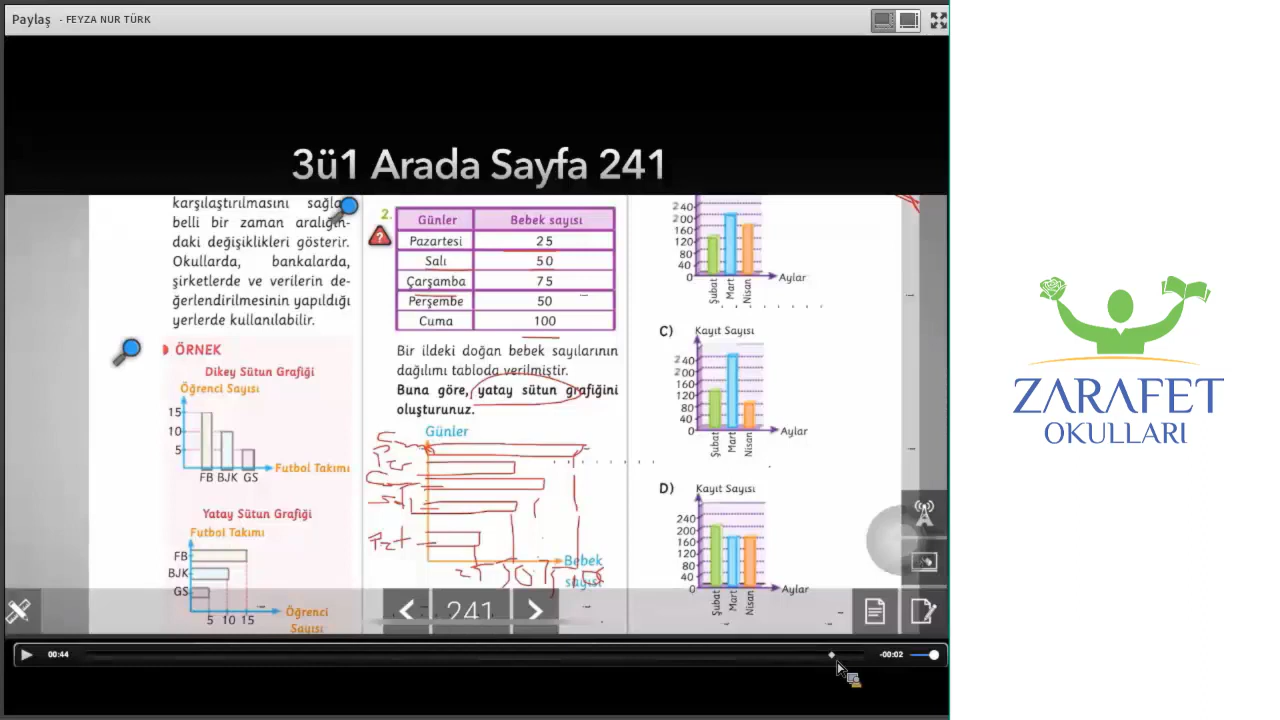 Paylaş - FEYZA NUR TÜRK
3ü1 Arada Sayfa 241
karşılaştırılmasını sağla
belli bir zaman aralığın-
daki değişiklikleri gösterir.
Okullarda, bankalarda,
şirketlerde ve verilerin de-
ğerlendirilmesinin yapıldığı
yerlerde kullanılabilir.
ÖRNEK
Dikey Sütun Grafiği
Öğrenci Sayısı
15
10
5
FB BJK GS
Futbol Takımı
Yatay Sütun Grafiği
Futbol Takımı
FB
BJK
GS
5 10 15
Öğrenci
Sayısı
2.
Günler Bebek sayısı
Pazartesi 25
Salı 50
Çarşamba 75
Perşembe 50
Cuma 100
Bir ildeki doğan bebek sayılarının
dağılımı tabloda verilmiştir.
Buna göre, yatay sütun grafiğini
oluşturunuz.
Günler
Pzt
25 50 75 100
Bebek
sayısı
240
200
160
120
80
40
0
Şubat
Mart
Nisan
Aylar
C) Kayıt Sayısı
240
200
160
120
80
40
0
Şubat
Mart
Nisan
Aylar
D) Kayıt Sayısı
240
200
160
120
80
40
0
Şubat
Mart
Nisan
Aylar
241
00:44
-00:02
ZARAFET
OKULLARI